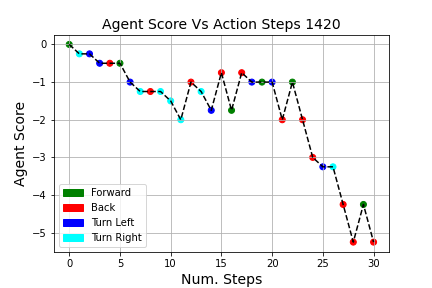 Agent Score Vs Action Steps 1420
0
−1
−2
−3
−4
−5
Agent Score
Forward
Back
Turn Left
Turn Right
0 5 10 15 20 25 30
Num. Steps